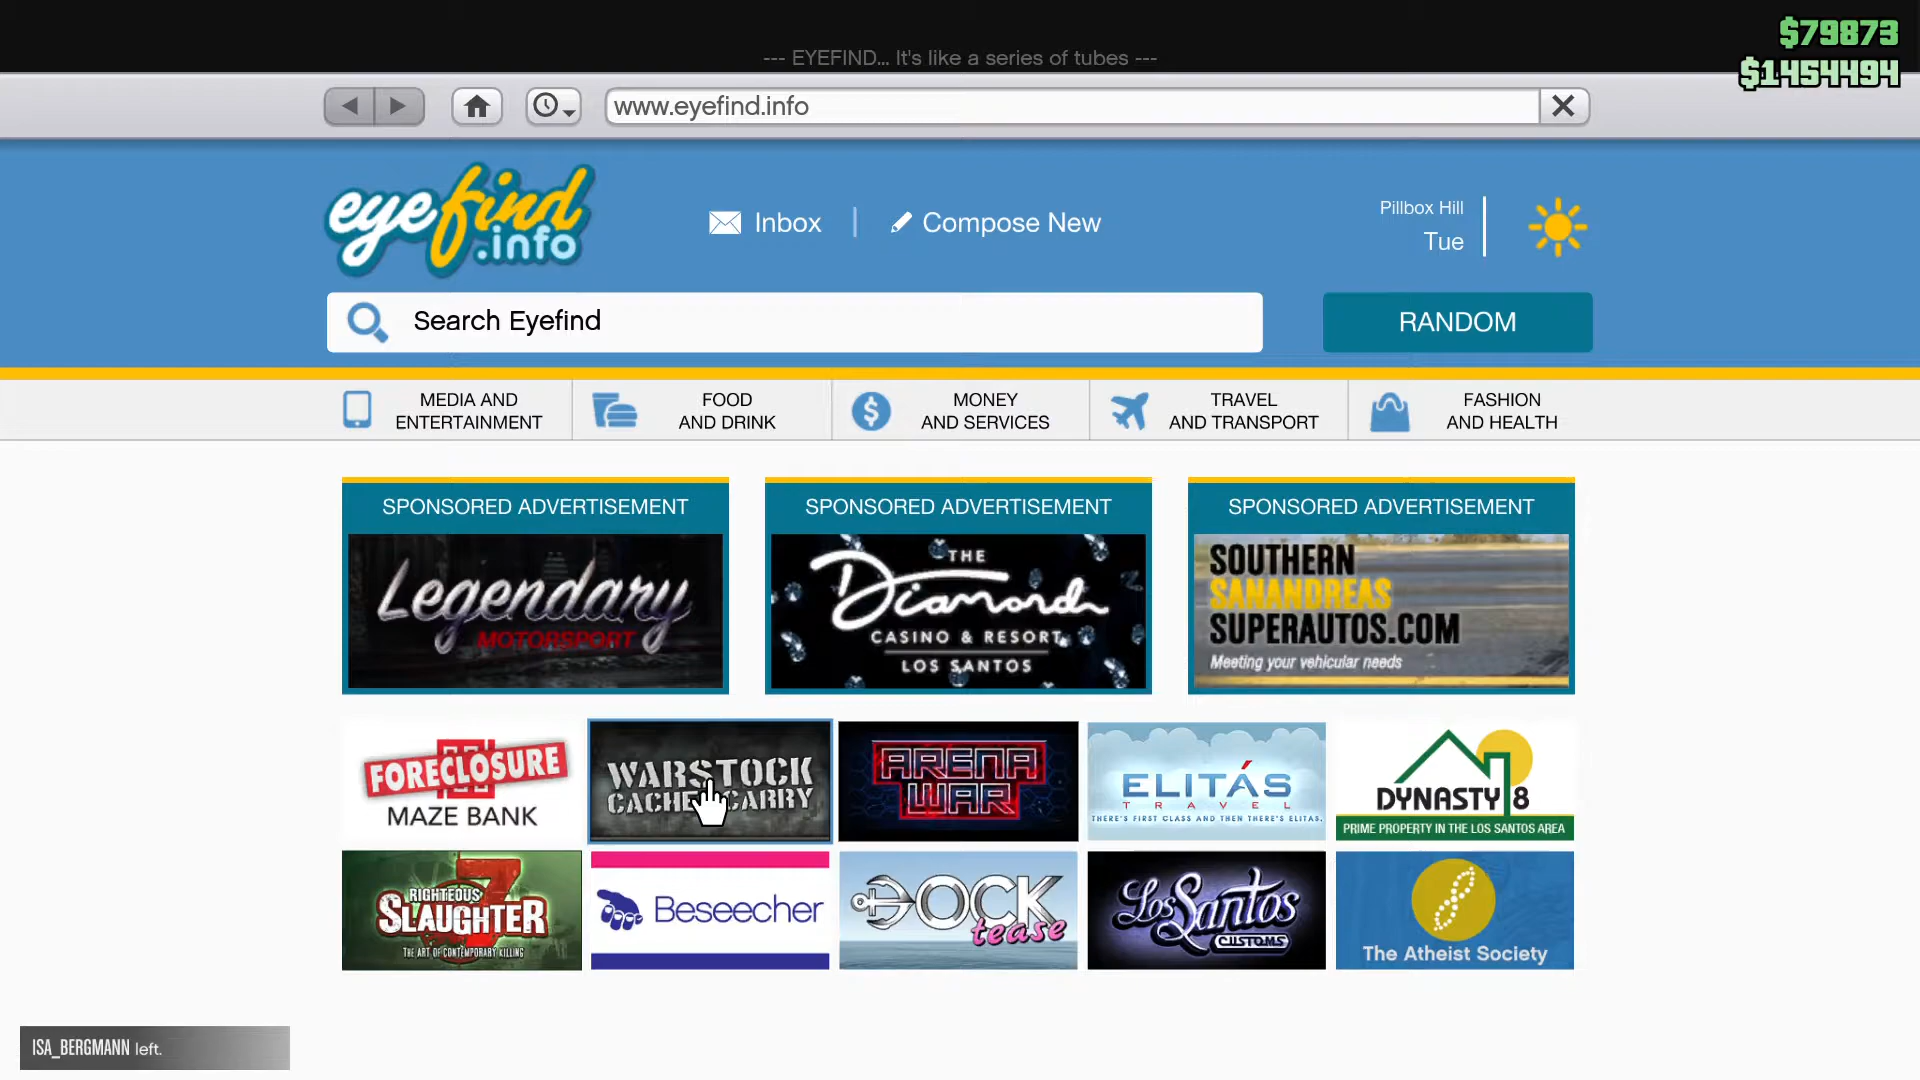 $79873
--- EYEFIND... It's like a series of tubes ---
$1454494
www.eyefind.info
eyefind
.info
Inbox
Compose New
Pillbox Hill
Tue
Search Eyefind
RANDOM
MEDIA AND
ENTERTAINMENT
FOOD
AND DRINK
MONEY
AND SERVICES
TRAVEL
AND TRANSPORT
FASHION
AND HEALTH
SPONSORED ADVERTISEMENT
Legendary
MOTORSPORT
SPONSORED ADVERTISEMENT
THE
Diamond
CASINO & RESORT
LOS SANTOS
SPONSORED ADVERTISEMENT
SOUTHERN
SANANDREAS
SUPERAUTOS.COM
Meeting your vehicular needs
FORECLOSURE
MAZE BANK
WARSTOCK
CACHE CARRY
ARENA
WAR
ELITÁS
TRAVEL
THERE'S FIRST CLASS AND THEN THERE'S ELITAS.
DYNASTY 8
PRIME PROPERTY IN THE LOS SANTOS AREA
RIGHTEOUS
SLAUGHTER
7
THE ART OF CONTEMPORARY KILLING
Beseecher
DOCK
tease
Los Santos
CUSTOMS
The Atheist Society
ISA_BERGMANN left.